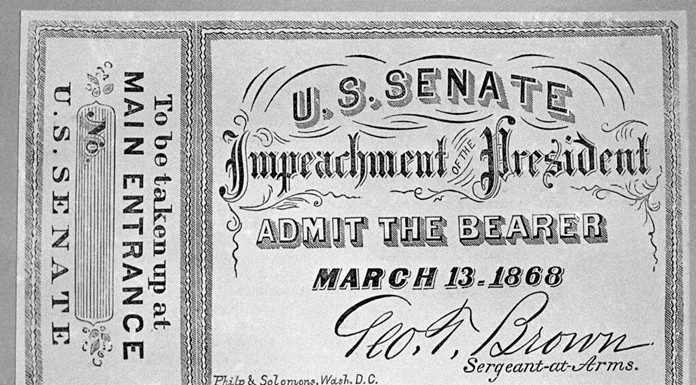 To be taken up at
MAIN ENTRANCE
No.
U.S. SENATE
U.S. SENATE
Impeachment OF THE President
ADMIT THE BEARER
MARCH 13-1868
Geo. T. Brown
Sergeant-at-Arms.
Philp & Solomons, Wash. D.C.